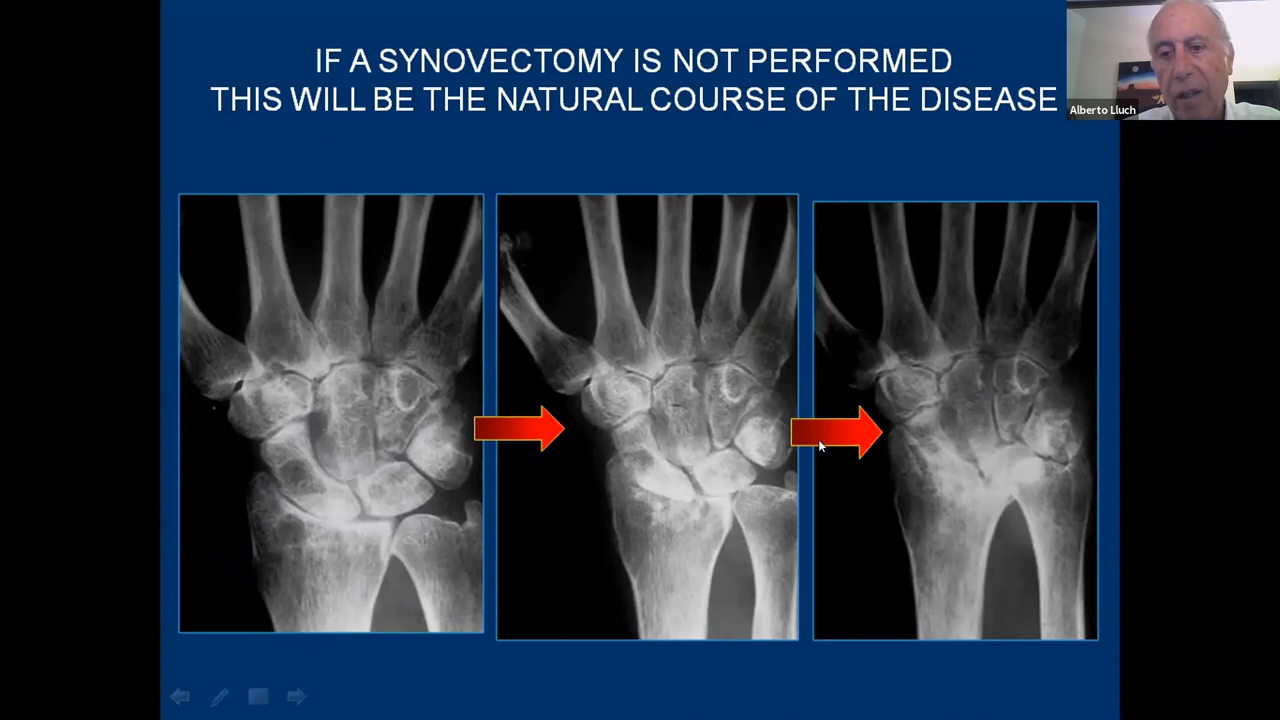 IF A SYNOVECTOMY IS NOT PERFORMED
THIS WILL BE THE NATURAL COURSE OF THE DISEASE
Alberto Lluch